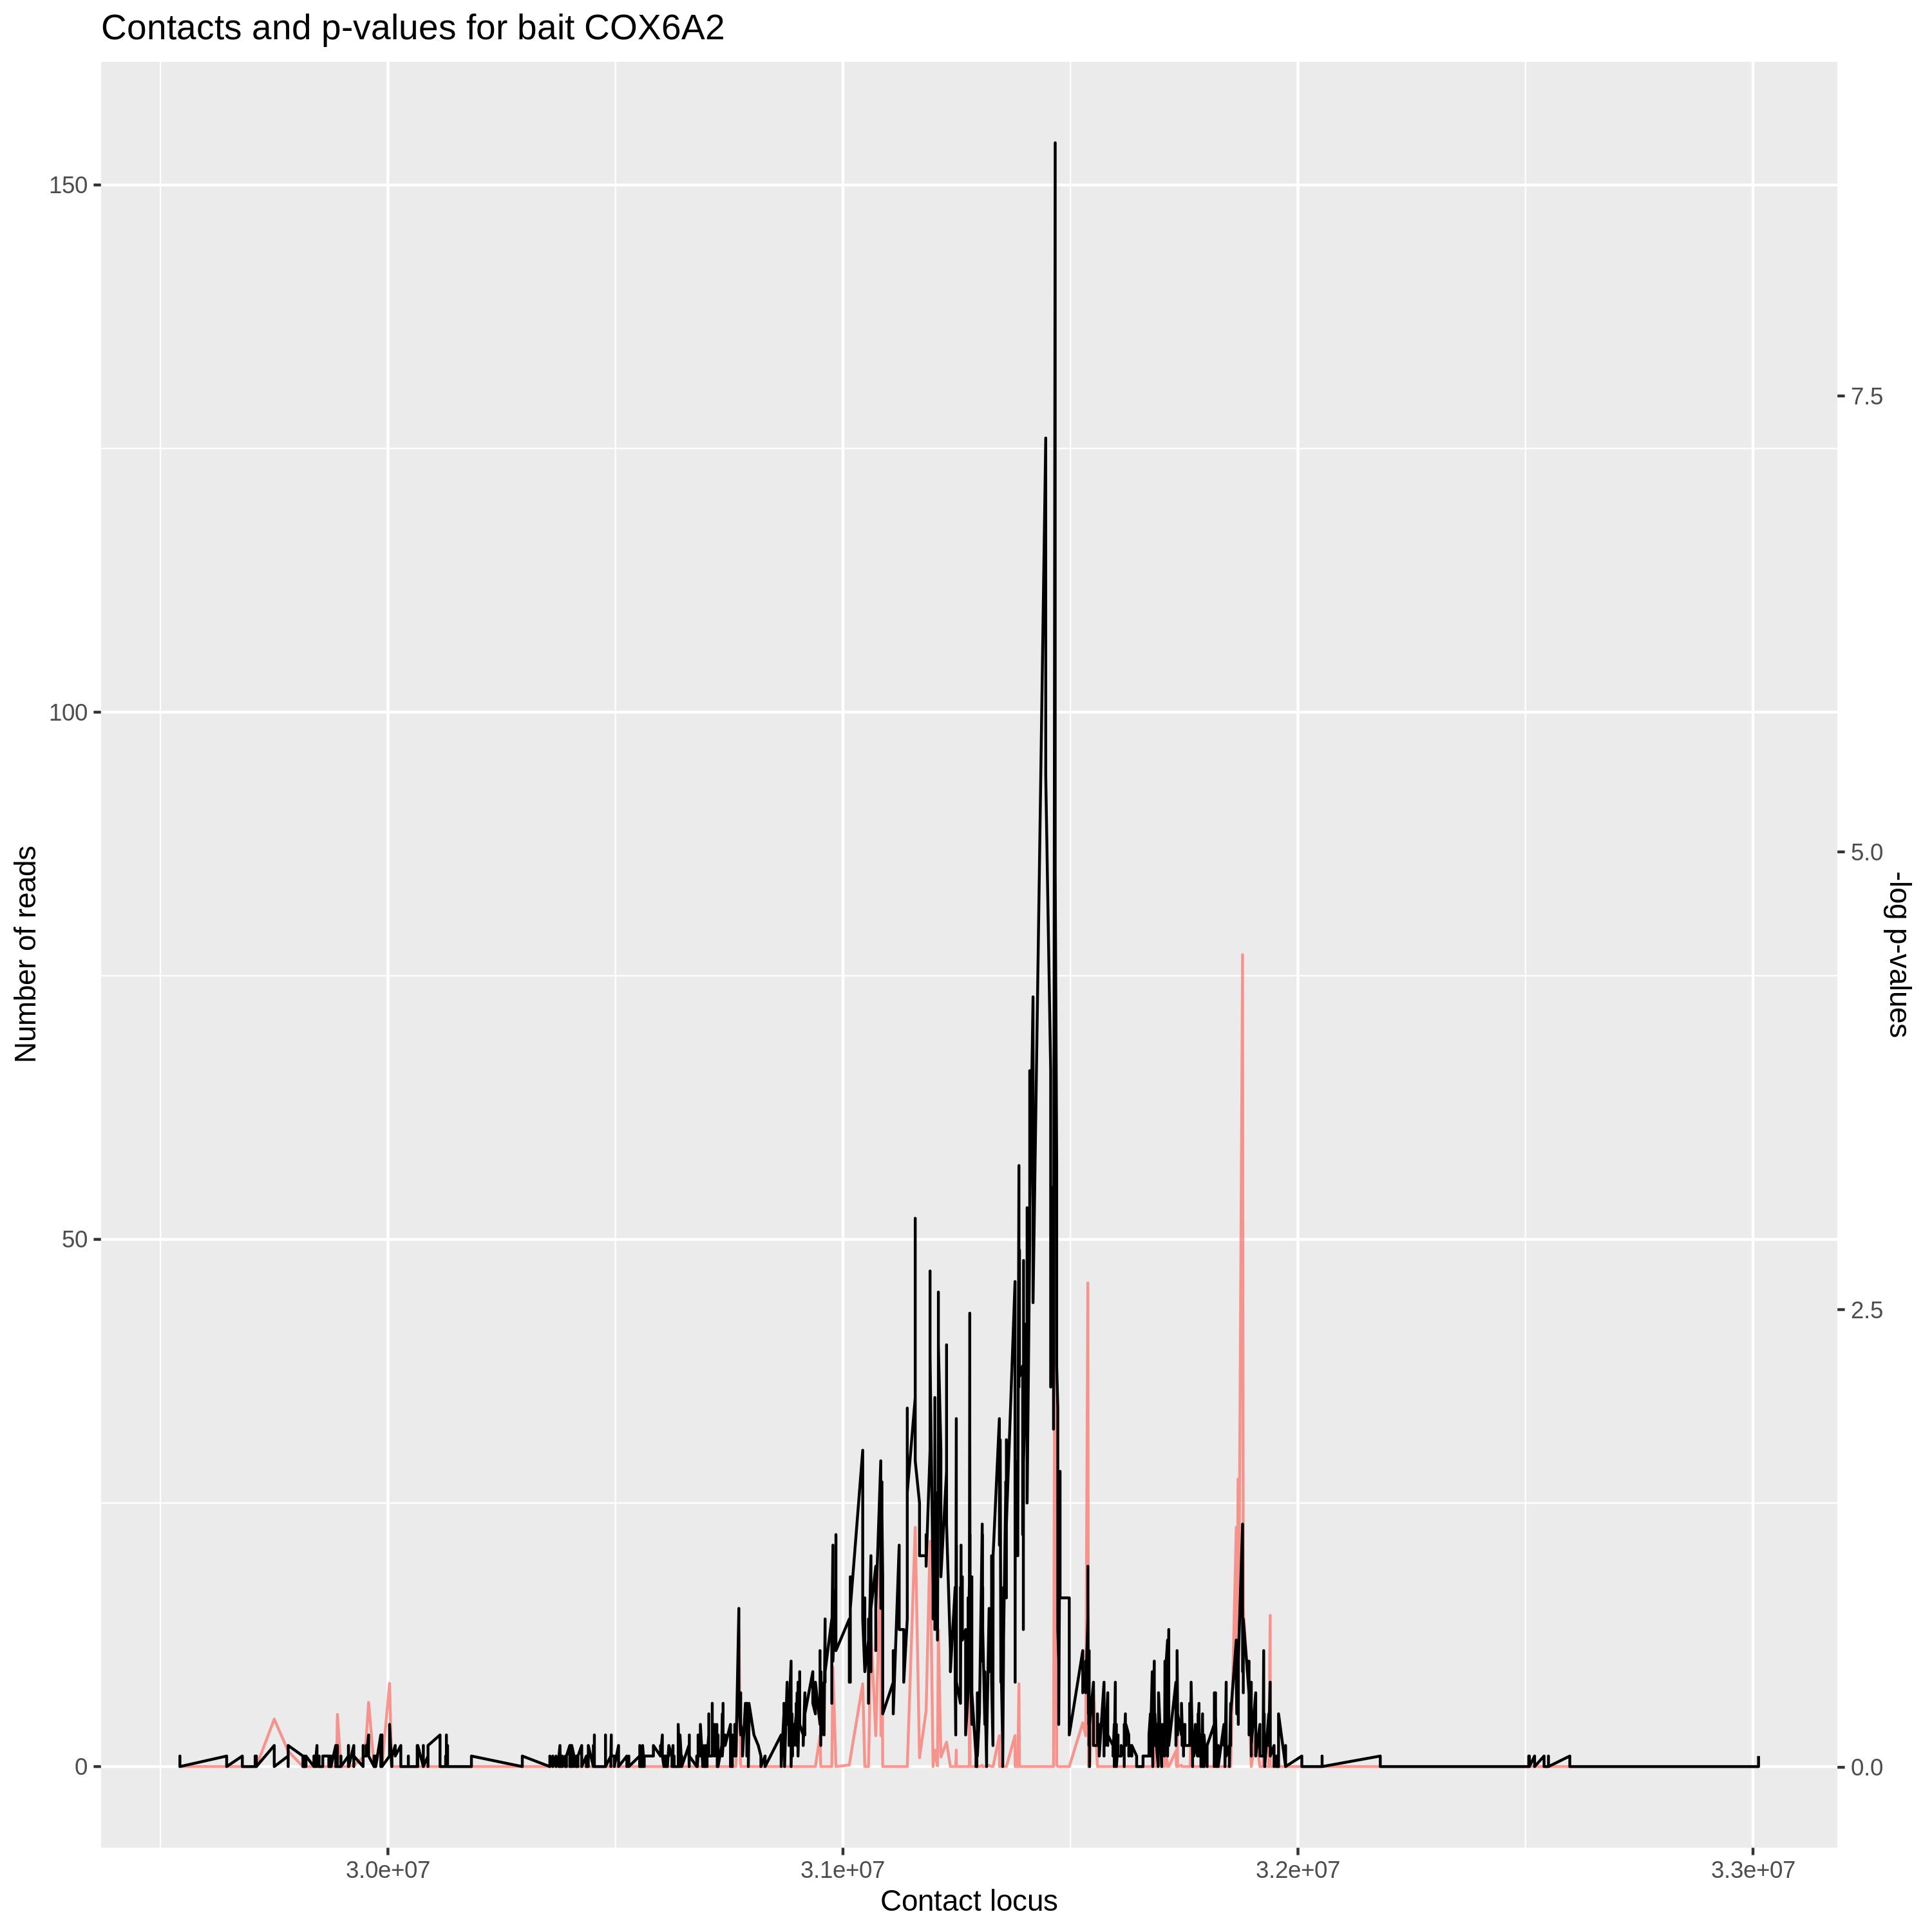 Contacts and p-values for bait COX6A2
150
100
50
0
Number of reads
7.5
5.0
2.5
0.0
-log p-values
3.0e+07
3.1e+07
3.2e+07
3.3e+07
Contact locus